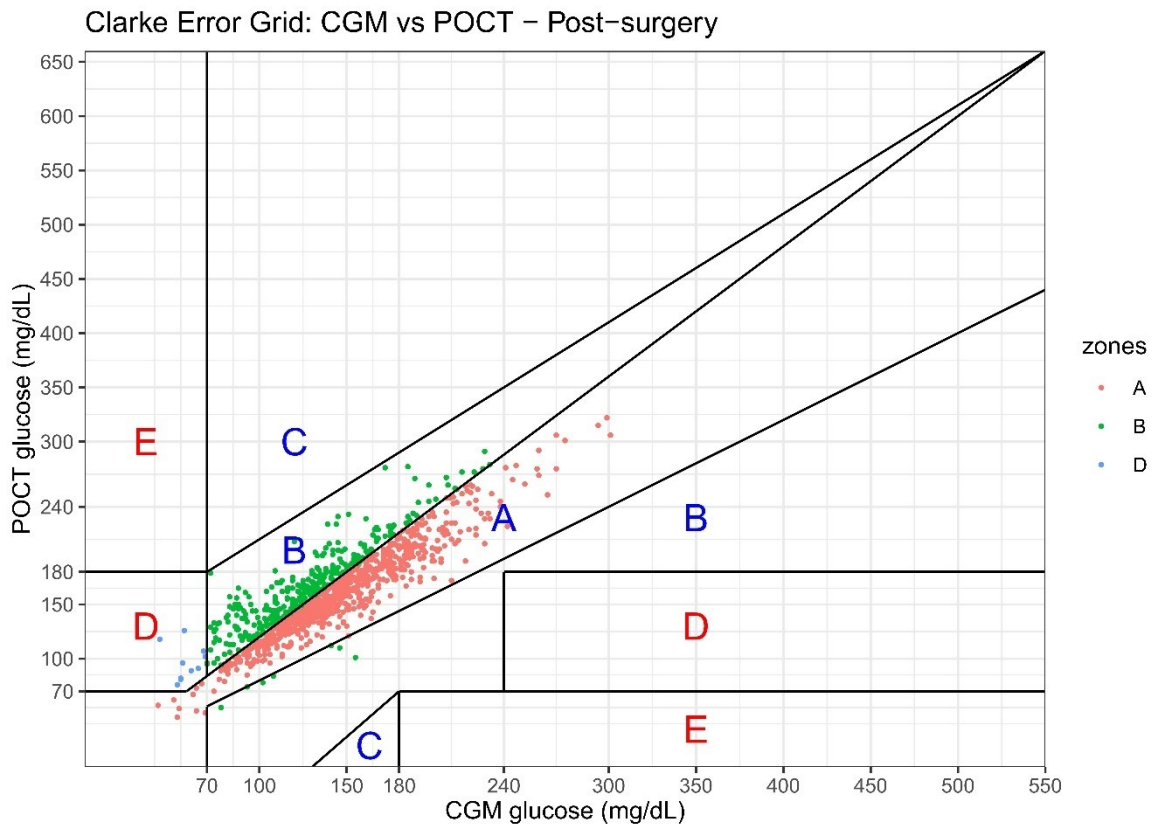 Clarke Error Grid: CGM vs POCT − Post−surgery
POCT glucose (mg/dL)
650
600
550
500
450
400
350
300
240
180
150
100
70
E
C
B
A
B
D
D
C
E
70 100 150 180 240 300 350 400 450 500 550
CGM glucose (mg/dL)
zones
A
B
D